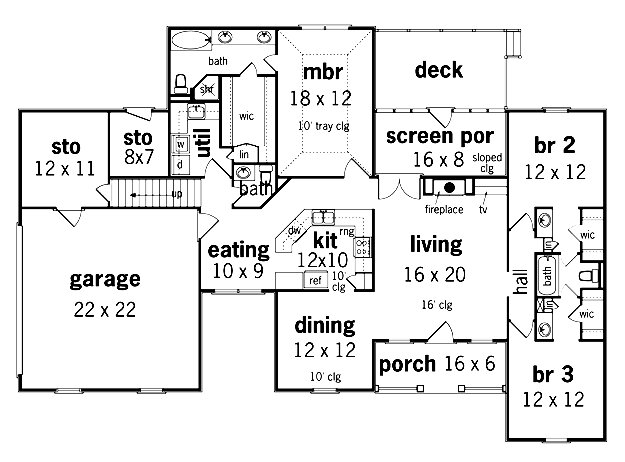 bath
mbr
18 x 12
10' tray clg
deck
shr
wic
sto
12 x 11
sto
8x7
util
w
d
lin
bath
screen por
16 x 8
sloped
clg
br 2
12 x 12
up
fireplace
tv
garage
22 x 22
eating
10 x 9
dw
rng
kit
12x10
ref
10'
clg
living
16 x 20
16' clg
hall
lin
wic
bath
lin
wic
dining
12 x 12
10' clg
porch 16 x 6
br 3
12 x 12